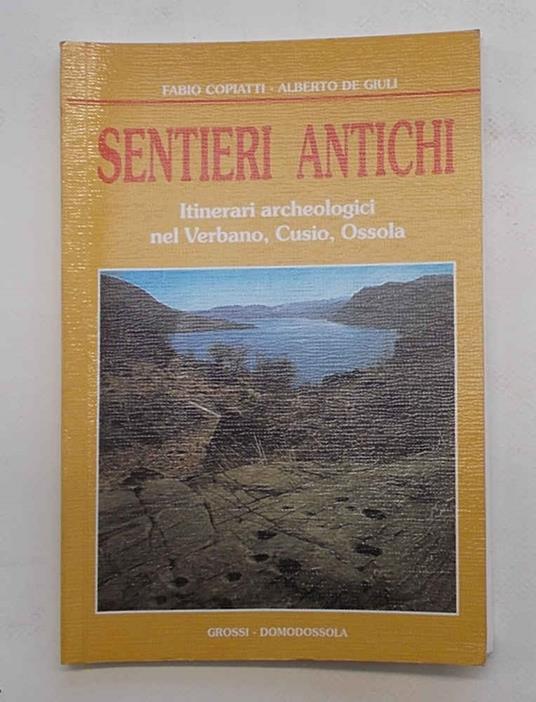 FABIO COPIATTI - ALBERTO DE GIULI
SENTIERI ANTICHI
Itinerari archeologici
nel Verbano, Cusio, Ossola
GROSSI - DOMODOSSOLA